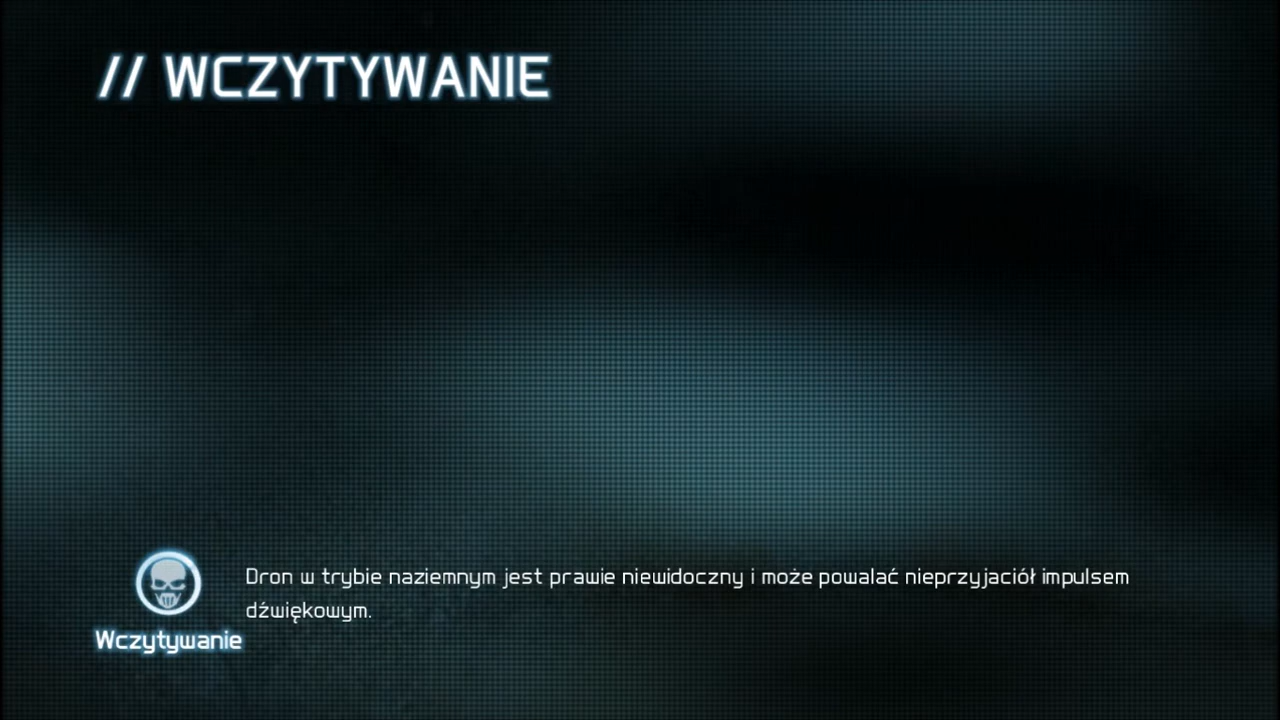 // WCZYTYWANIE
Dron w trybie naziemnym jest prawie niewidoczny i może powalać nieprzyjaciół impulsem
dźwiękowym.
Wczytywanie